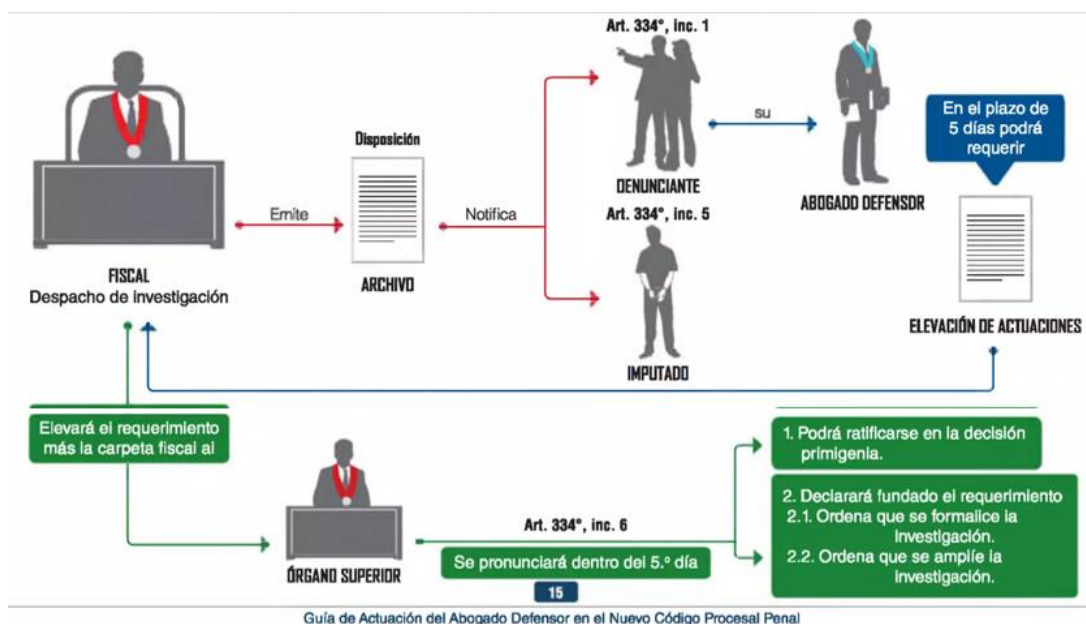 Art. 334°, inc. 1
su
En el plazo de
5 días podrá
requerir
Disposición
DENUNCIANTE
ABOGADO DEFENSDR
Emite
Notifica
Art. 334°, inc. 5
FISCAL
Despacho de investigación
ARCHIVO
IMPUTADO
ELEVACIÓN DE ACTUACIONES
Elevará el requerimiento
más la carpeta fiscal al
1. Podrá ratificarse en la decisión
primigenia.
2. Declarará fundado el requerimiento
2.1. Ordena que se formalice la
investigación.
2.2. Ordena que se amplíe la
investigación.
Art. 334°, inc. 6
Se pronunciará dentro del 5.º día
ÓRGANO SUPERIOR
15
Guía de Actuación del Abogado Defensor en el Nuevo Código Procesal Penal